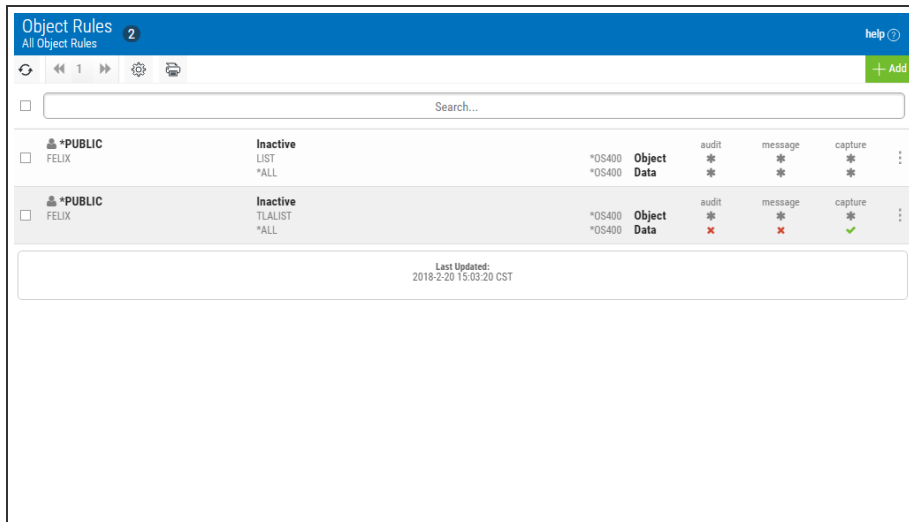 Object Rules 2
All Object Rules
help ?
1
+ Add
Search...
*PUBLIC Inactive audit message capture
FELIX LIST *OS400 Object * * *
*ALL *OS400 Data * * *
*PUBLIC Inactive audit message capture
FELIX TLALIST *OS400 Object * * *
*ALL *OS400 Data
Last Updated:
2018-2-20 15:03:20 CST